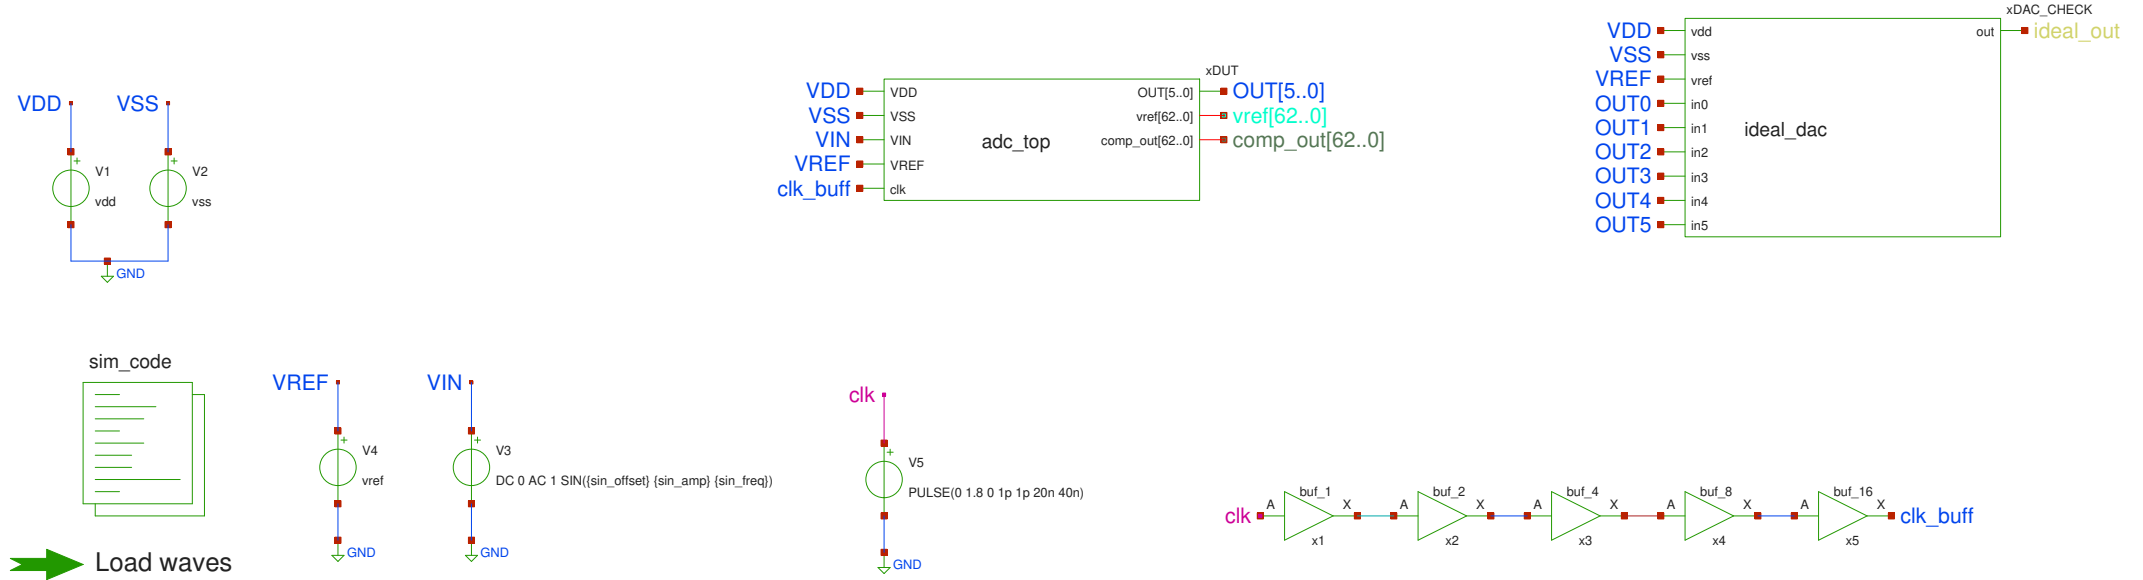 VDD
VSS
+
V1
vdd
+
V2
vss
GND
xDUT
VDD
VSS
VIN
VREF
clk_buff
VDD
VSS
VIN
VREF
clk
adc_top
OUT[5..0]
vref[62..0]
comp_out[62..0]
OUT[5..0]
vref[62..0]
comp_out[62..0]
xDAC_CHECK
VDD
VSS
VREF
OUT0
OUT1
OUT2
OUT3
OUT4
OUT5
vdd
vss
vref
in0
in1
in2
in3
in4
in5
ideal_dac
out
ideal_out
sim_code
Load waves
VREF
+
V4
vref
GND
VIN
+
V3
DC 0 AC 1 SIN({sin_offset} {sin_amp} {sin_freq})
GND
clk
+
V5
PULSE(0 1.8 0 1p 1p 20n 40n)
GND
clk
A
buf_1
X
x1
A
buf_2
X
x2
A
buf_4
X
x3
A
buf_8
X
x4
A
buf_16
X
x5
clk_buff